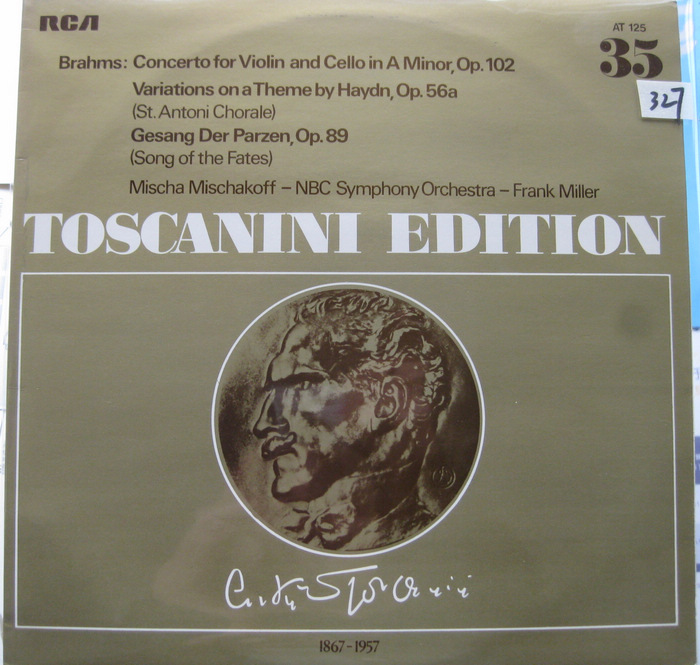 RCA
AT 125
35
327
Brahms: Concerto for Violin and Cello in A Minor, Op. 102
Variations on a Theme by Haydn, Op. 56a
(St. Antoni Chorale)
Gesang Der Parzen, Op. 89
(Song of the Fates)
Mischa Mischakoff – NBC Symphony Orchestra – Frank Miller
TOSCANINI EDITION
Arturo Toscanini
1867-1957